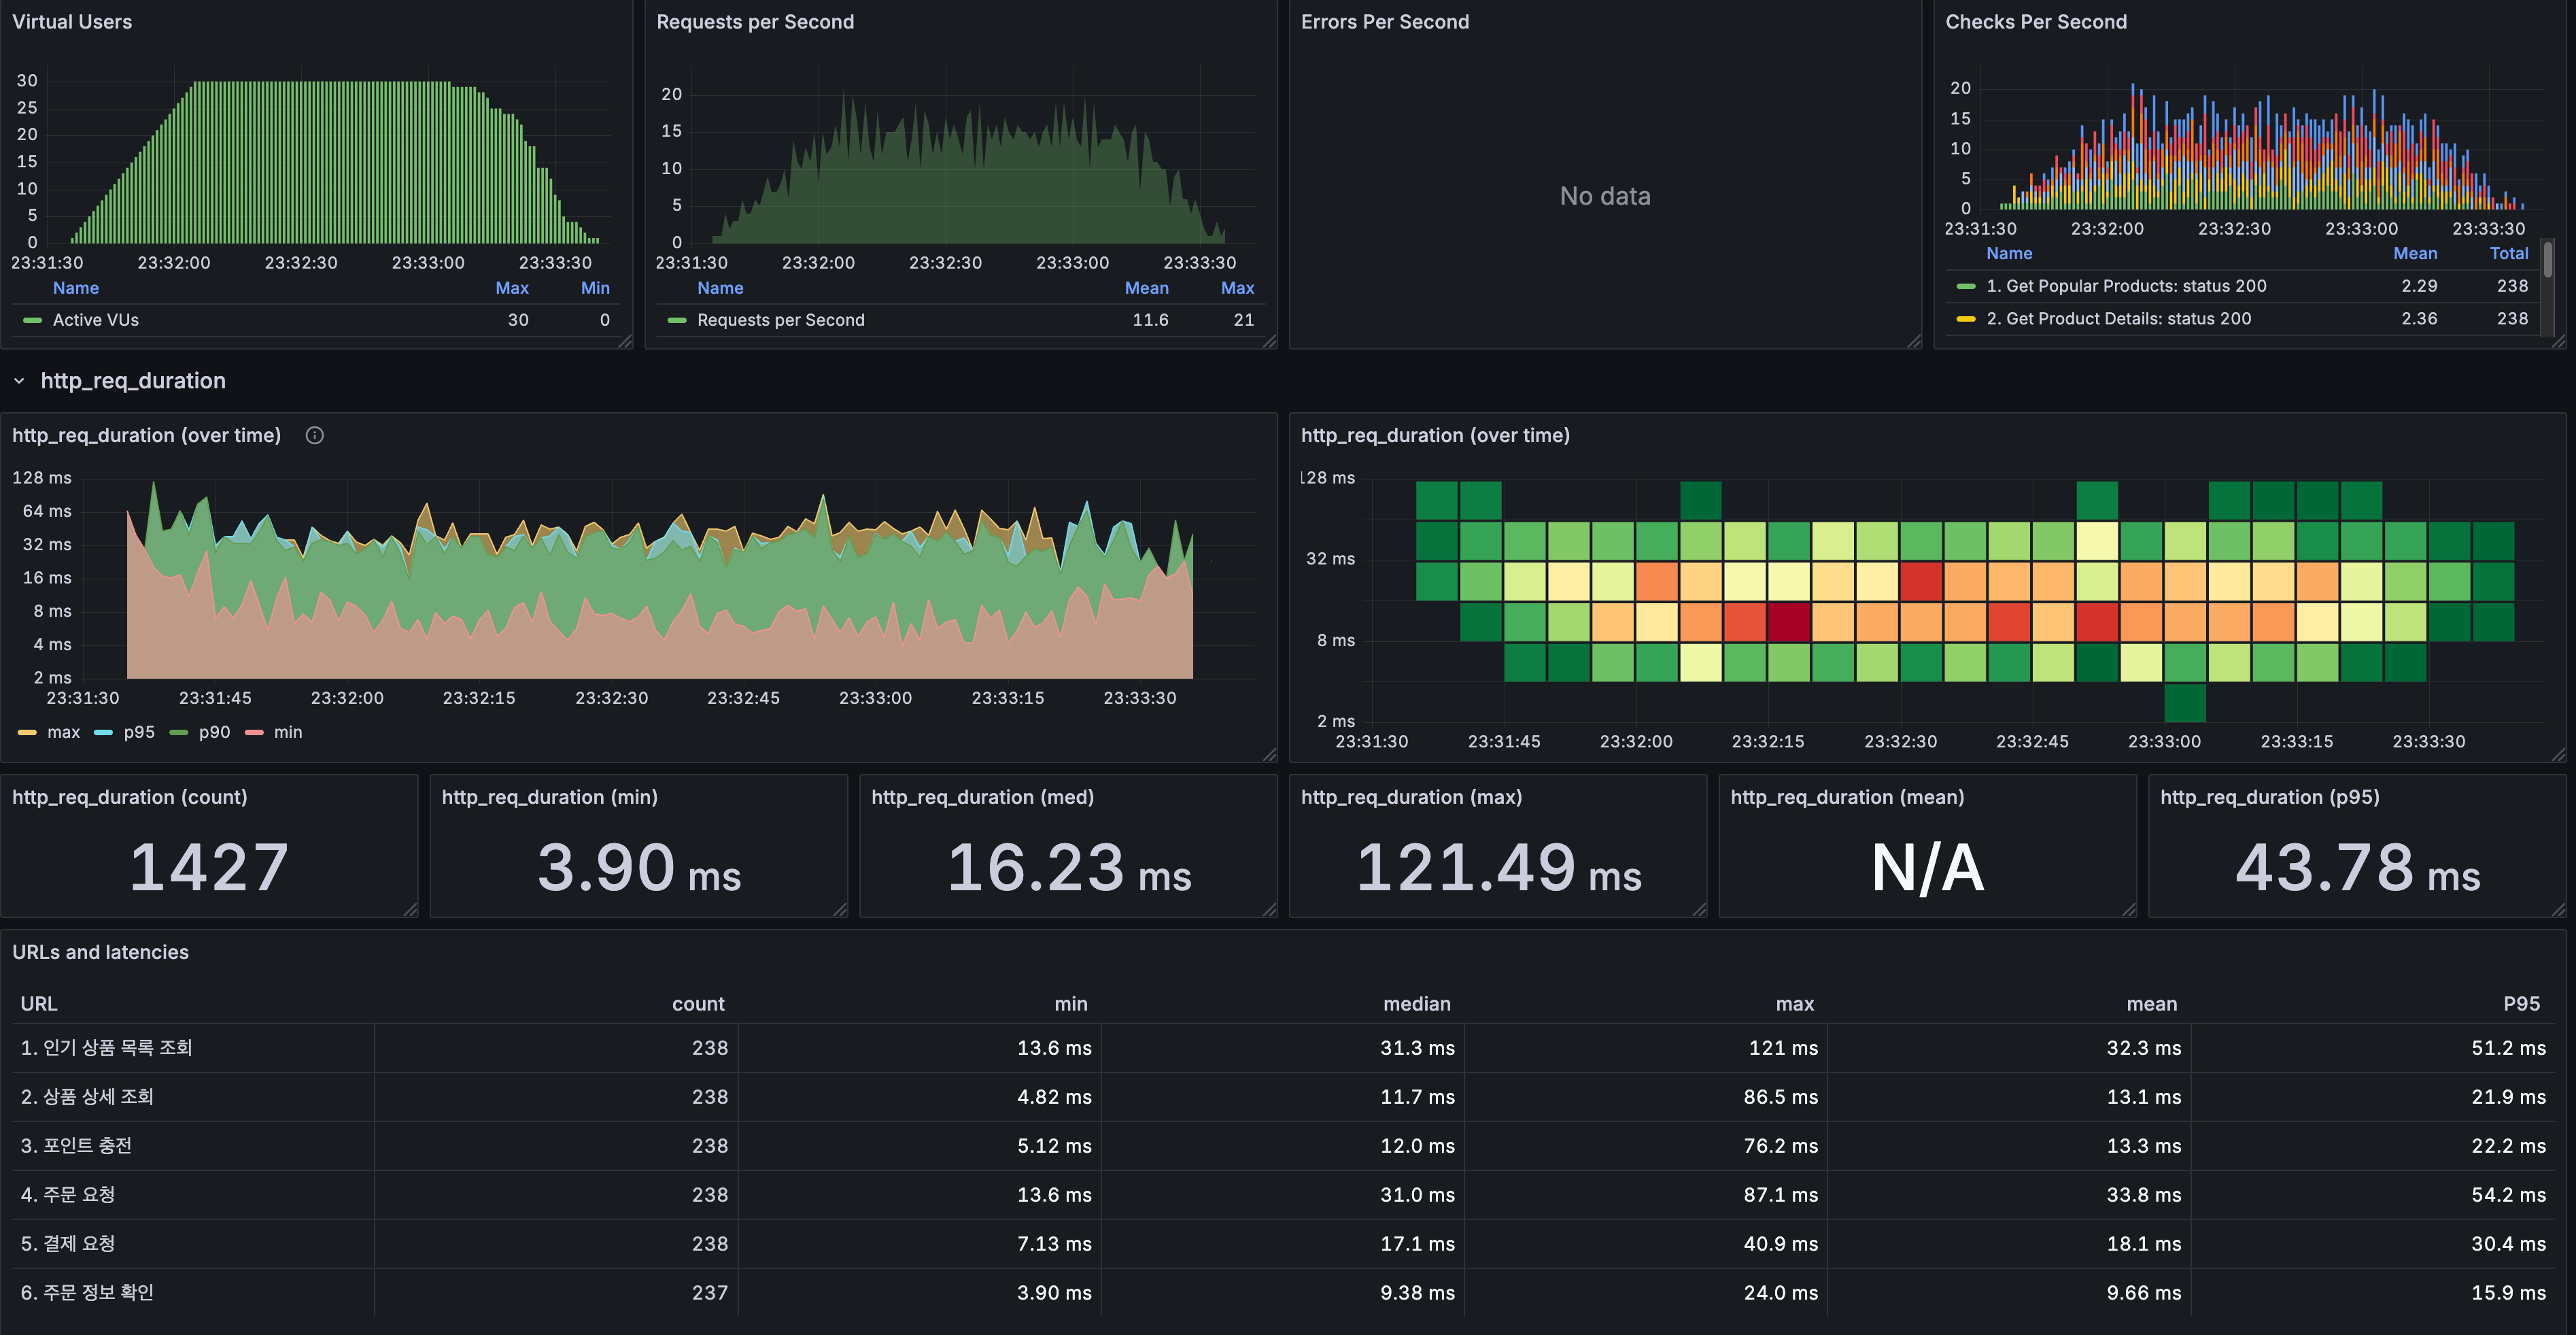 Virtual Users
30
25
20
15
10
5
0
23:31:30 23:32:00 23:32:30 23:33:00 23:33:30
Name Max Min
Active VUs 30 0
Requests per Second
20
15
10
5
0
23:31:30 23:32:00 23:32:30 23:33:00 23:33:30
Name Mean Max
Requests per Second 11.6 21
Errors Per Second
No data
Checks Per Second
20
15
10
5
0
23:31:30 23:32:00 23:32:30 23:33:00 23:33:30
Name Mean Total
1. Get Popular Products: status 200 2.29 238
2. Get Product Details: status 200 2.36 238
http_req_duration
http_req_duration (over time)
128 ms
64 ms
32 ms
16 ms
8 ms
4 ms
2 ms
23:31:30 23:31:45 23:32:00 23:32:15 23:32:30 23:32:45 23:33:00 23:33:15 23:33:30
max p95 p90 min
http_req_duration (over time)
128 ms
32 ms
8 ms
2 ms
23:31:30 23:31:45 23:32:00 23:32:15 23:32:30 23:32:45 23:33:00 23:33:15 23:33:30
http_req_duration (count)
1427
http_req_duration (min)
3.90 ms
http_req_duration (med)
16.23 ms
http_req_duration (max)
121.49 ms
http_req_duration (mean)
N/A
http_req_duration (p95)
43.78 ms
URLs and latencies
URL count min median max mean P95
1. 인기 상품 목록 조회 238 13.6 ms 31.3 ms 121 ms 32.3 ms 51.2 ms
2. 상품 상세 조회 238 4.82 ms 11.7 ms 86.5 ms 13.1 ms 21.9 ms
3. 포인트 충전 238 5.12 ms 12.0 ms 76.2 ms 13.3 ms 22.2 ms
4. 주문 요청 238 13.6 ms 31.0 ms 87.1 ms 33.8 ms 54.2 ms
5. 결제 요청 238 7.13 ms 17.1 ms 40.9 ms 18.1 ms 30.4 ms
6. 주문 정보 확인 237 3.90 ms 9.38 ms 24.0 ms 9.66 ms 15.9 ms